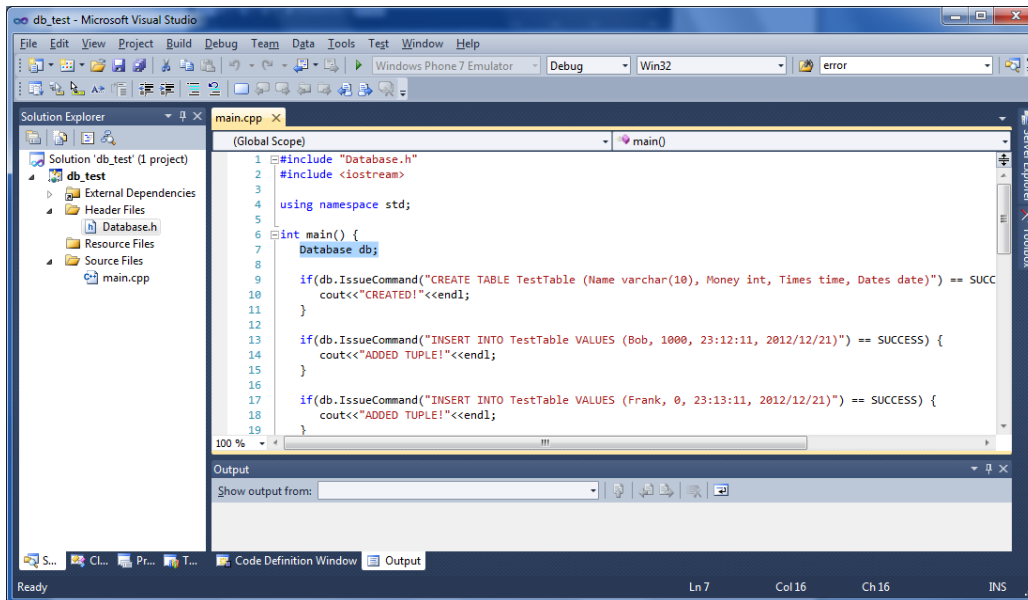 db_test - Microsoft Visual Studio
File Edit View Project Build Debug Team Data Tools Test Window Help
Windows Phone 7 Emulator Debug Win32 error
Solution Explorer
main.cpp
(Global Scope) main()
Solution 'db_test' (1 project)
db_test
External Dependencies
Header Files
Database.h
Resource Files
Source Files
main.cpp
1 #include "Database.h"
2 #include <iostream>
3
4 using namespace std;
5
6 int main() {
7 Database db;
8
9 if(db.IssueCommand("CREATE TABLE TestTable (Name varchar(10), Money int, Times time, Dates date)") == SUCC
10 cout<<"CREATED!"<<endl;
11 }
12
13 if(db.IssueCommand("INSERT INTO TestTable VALUES (Bob, 1000, 23:12:11, 2012/12/21)") == SUCCESS) {
14 cout<<"ADDED TUPLE!"<<endl;
15 }
16
17 if(db.IssueCommand("INSERT INTO TestTable VALUES (Frank, 0, 23:13:11, 2012/12/21)") == SUCCESS) {
18 cout<<"ADDED TUPLE!"<<endl;
19 }
100 %
Server Explorer
Toolbox
Output
Show output from:
S... Cl... Pr... T... Code Definition Window Output
Ready Ln 7 Col 16 Ch 16 INS